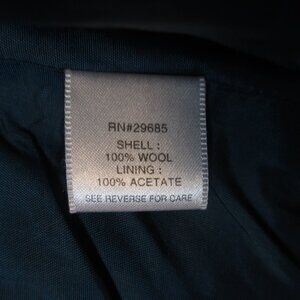 RN#29685
SHELL :
100% WOOL
LINING :
100% ACETATE
SEE REVERSE FOR CARE